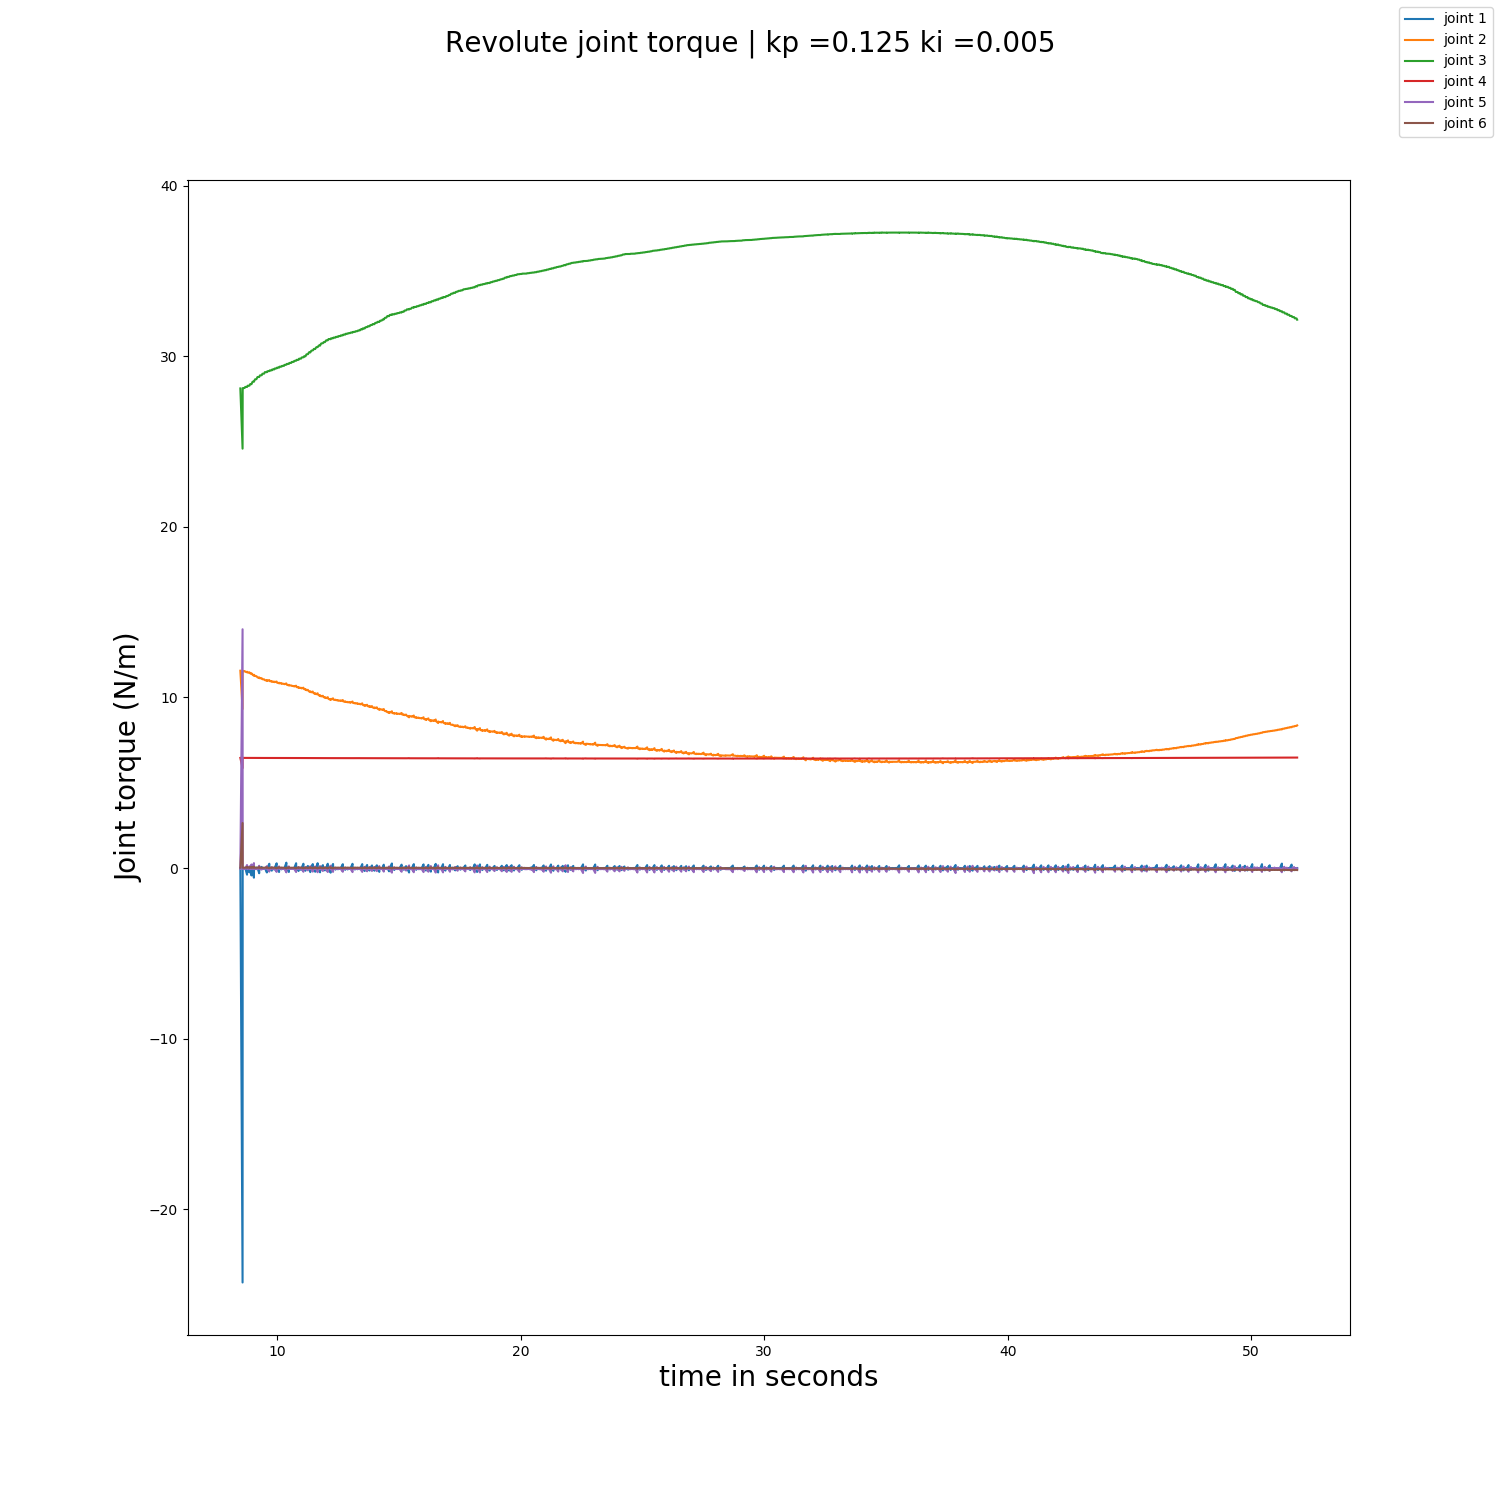 Revolute joint torque | kp =0.125 ki =0.005
joint 1
joint 2
joint 3
joint 4
joint 5
joint 6
40
30
20
10
0
−10
−20
Joint torque (N/m)
10 20 30 40 50
time in seconds